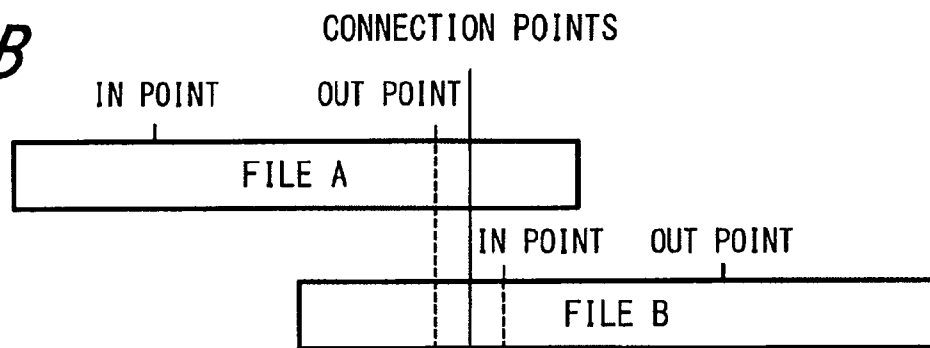 B
CONNECTION POINTS
IN POINT OUT POINT
FILE A
IN POINT OUT POINT
FILE B